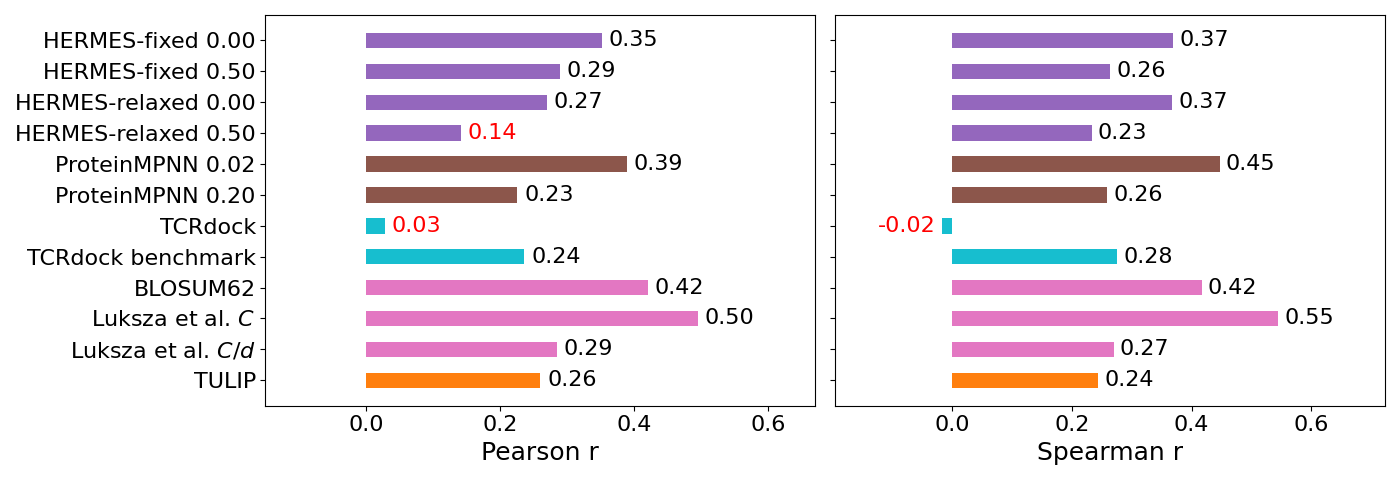 HERMES-fixed 0.00 0.35 0.37
HERMES-fixed 0.50 0.29 0.26
HERMES-relaxed 0.00 0.27 0.37
HERMES-relaxed 0.50 0.14 0.23
ProteinMPNN 0.02 0.39 0.45
ProteinMPNN 0.20 0.23 0.26
TCRdock 0.03 -0.02
TCRdock benchmark 0.24 0.28
BLOSUM62 0.42 0.42
Luksza et al. C 0.50 0.55
Luksza et al. C/d 0.29 0.27
TULIP 0.26 0.24
0.0 0.2 0.4 0.6 0.0 0.2 0.4 0.6
Pearson r Spearman r